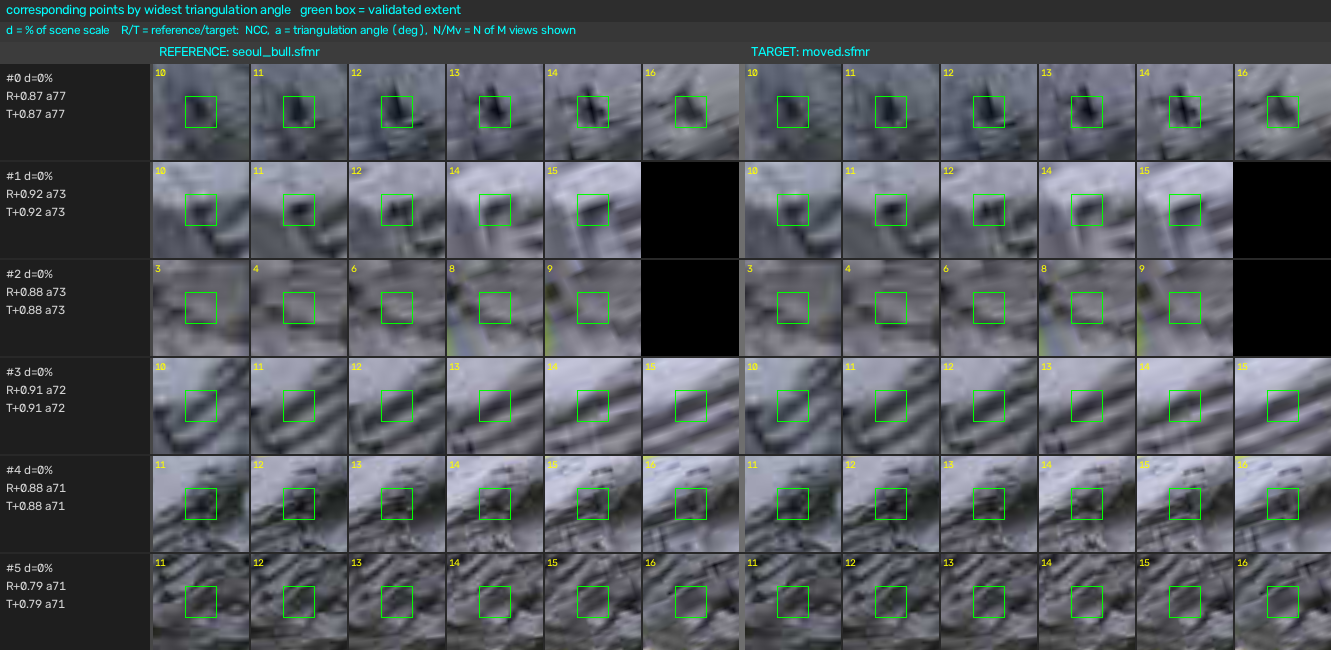 corresponding points by widest triangulation angle   green box = validated extent
d = % of scene scale    R/T = reference/target: NCC, a = triangulation angle (deg), N/Mv = N of M views shown
REFERENCE: seoul_bull.sfmr    TARGET: moved.sfmr
#0 d=0%
R+0.87 a77
T+0.87 a77
10 11 12 13 14 16 10 11 12 13 14 16
#1 d=0%
R+0.92 a73
T+0.92 a73
10 11 12 14 15 10 11 12 14 15
#2 d=0%
R+0.88 a73
T+0.88 a73
3 4 6 8 9 3 4 6 8 9
#3 d=0%
R+0.91 a72
T+0.91 a72
10 11 12 13 14 15 10 11 12 13 14 15
#4 d=0%
R+0.88 a71
T+0.88 a71
11 12 13 14 15 16 11 12 13 14 15 16
#5 d=0%
R+0.79 a71
T+0.79 a71
11 12 13 14 15 16 11 12 13 14 15 16